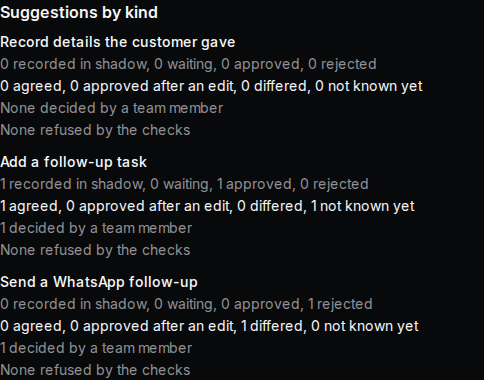 Suggestions by kind
Record details the customer gave
0 recorded in shadow, 0 waiting, 0 approved, 0 rejected
0 agreed, 0 approved after an edit, 0 differed, 0 not known yet
None decided by a team member
None refused by the checks
Add a follow-up task
1 recorded in shadow, 0 waiting, 1 approved, 0 rejected
1 agreed, 0 approved after an edit, 0 differed, 1 not known yet
1 decided by a team member
None refused by the checks
Send a WhatsApp follow-up
0 recorded in shadow, 0 waiting, 0 approved, 1 rejected
0 agreed, 0 approved after an edit, 1 differed, 0 not known yet
1 decided by a team member
None refused by the checks